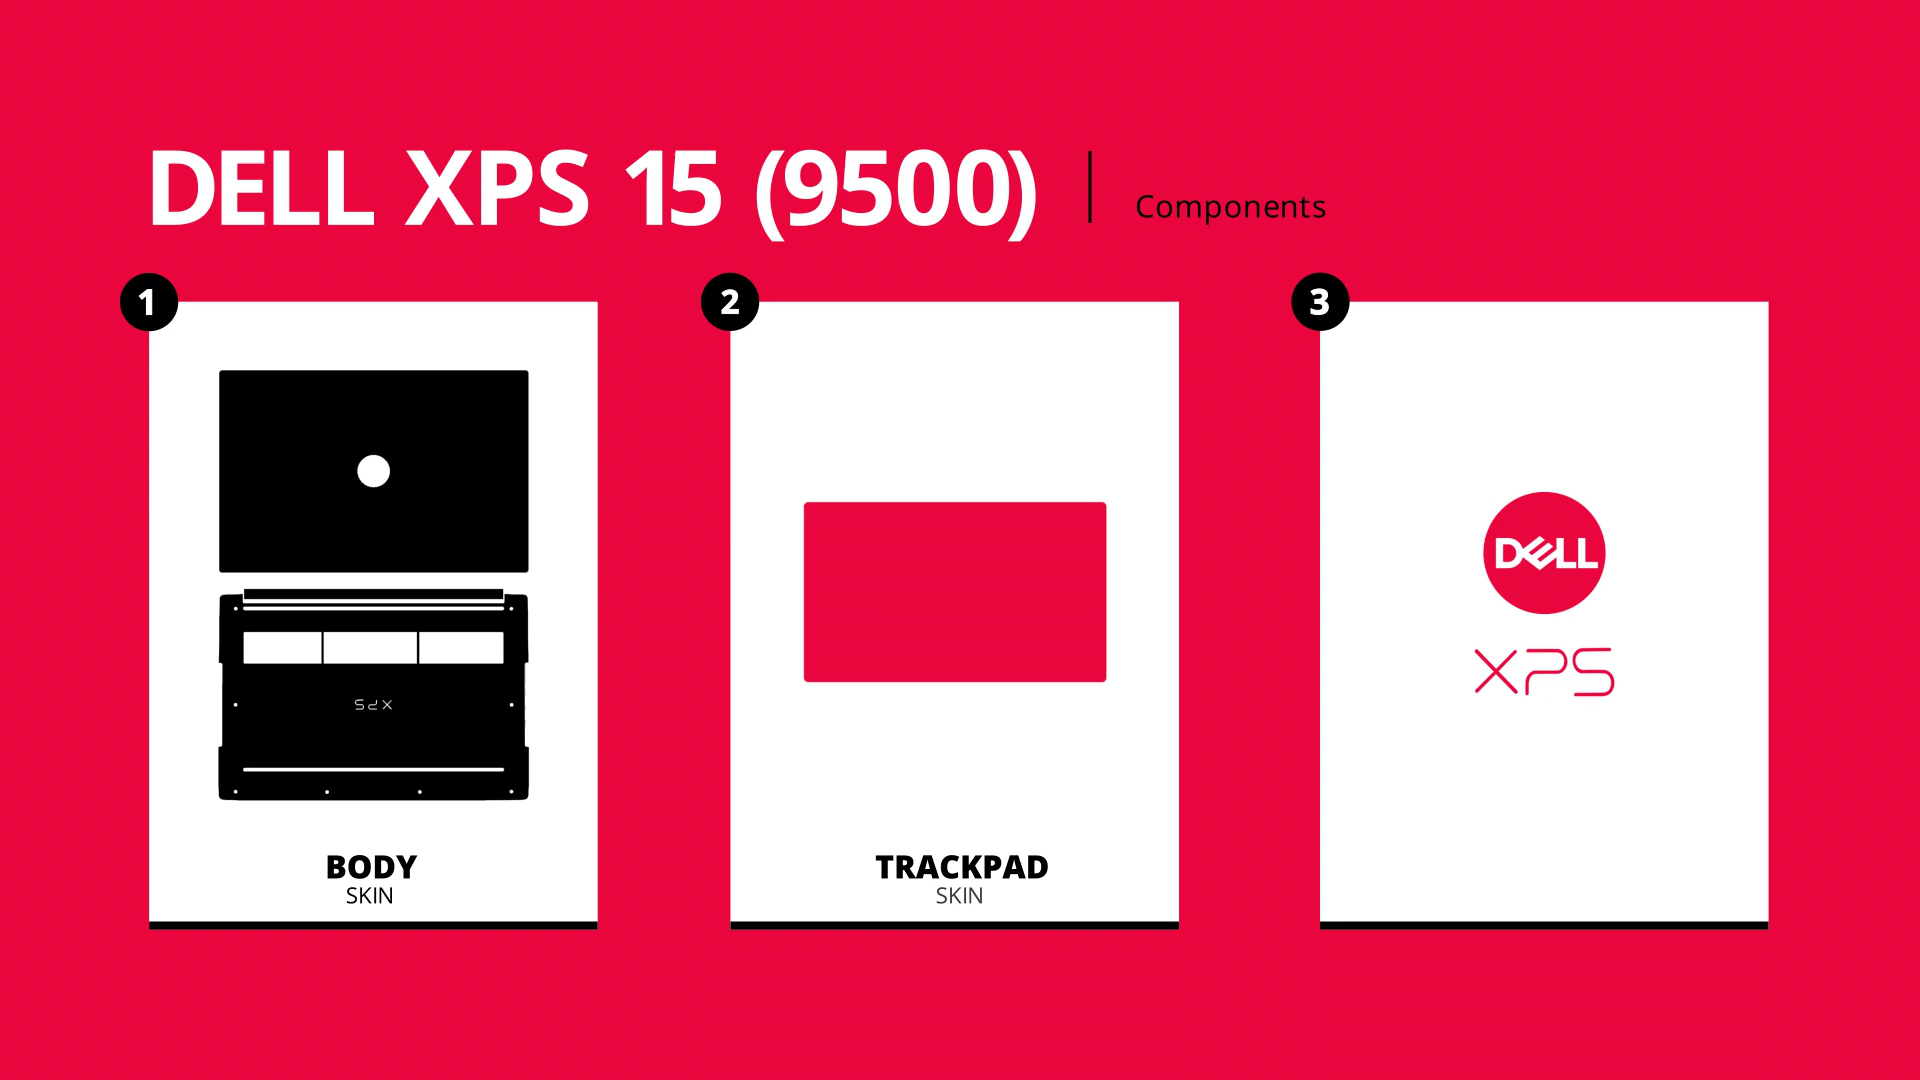 DELL XPS 15 (9500)
Components
1
2
3
XPS
DELL
XPS
BODY
SKIN
TRACKPAD
SKIN